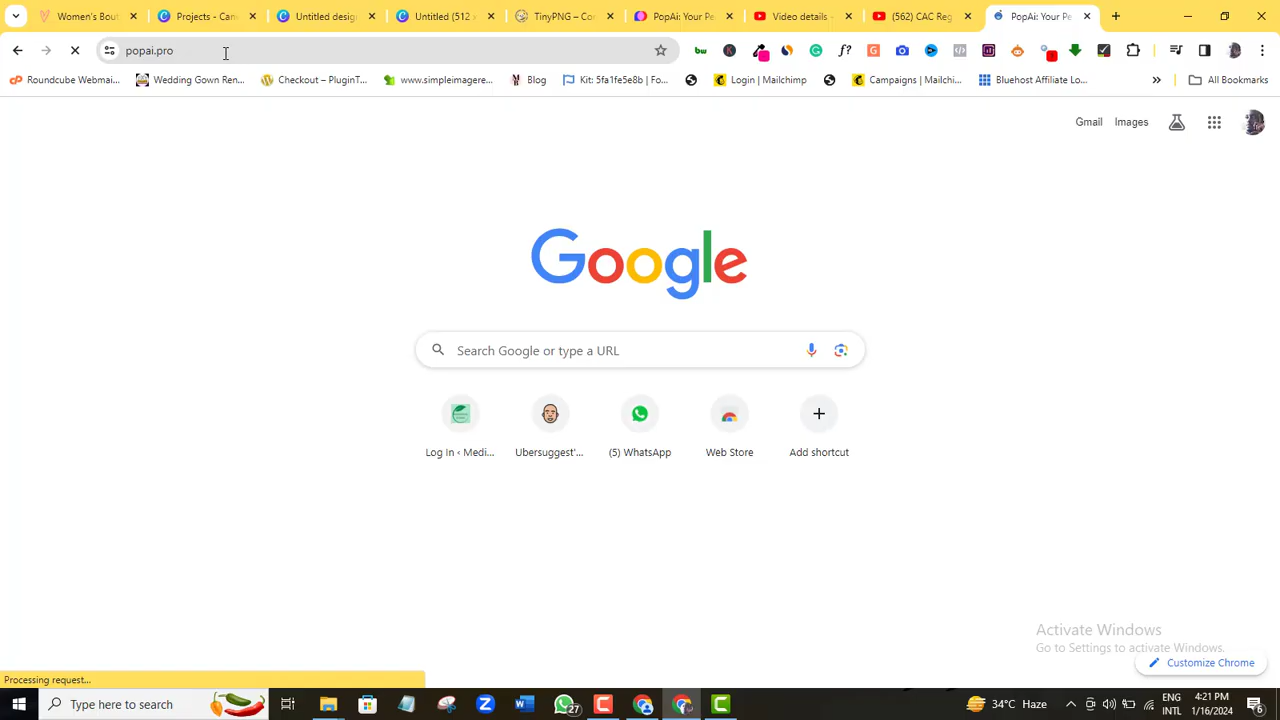 Women's Bout
Projects - Can
Untitled desig
Untitled (512
TinyPNG – Co
PopAi: Your Pe
Video details -
(562) CAC Reg
PopAi: Your Pe
popai.pro
Roundcube Webmai...
Wedding Gown Ren...
Checkout – PluginT...
www.simpleimagere...
Blog
Kit: 5fa1fe5e8b | Fo...
Login | Mailchimp
Campaigns | Mailchi...
Bluehost Affiliate Lo...
All Bookmarks
Gmail
Images
Google
Search Google or type a URL
Log In ‹ Medi...
Ubersuggest'...
(5) WhatsApp
Web Store
Add shortcut
Activate Windows
Go to Settings to activate Windows.
Customize Chrome
Processing request...
Type here to search
27
34°C Haze
ENG
INTL
4:21 PM
1/16/2024
6